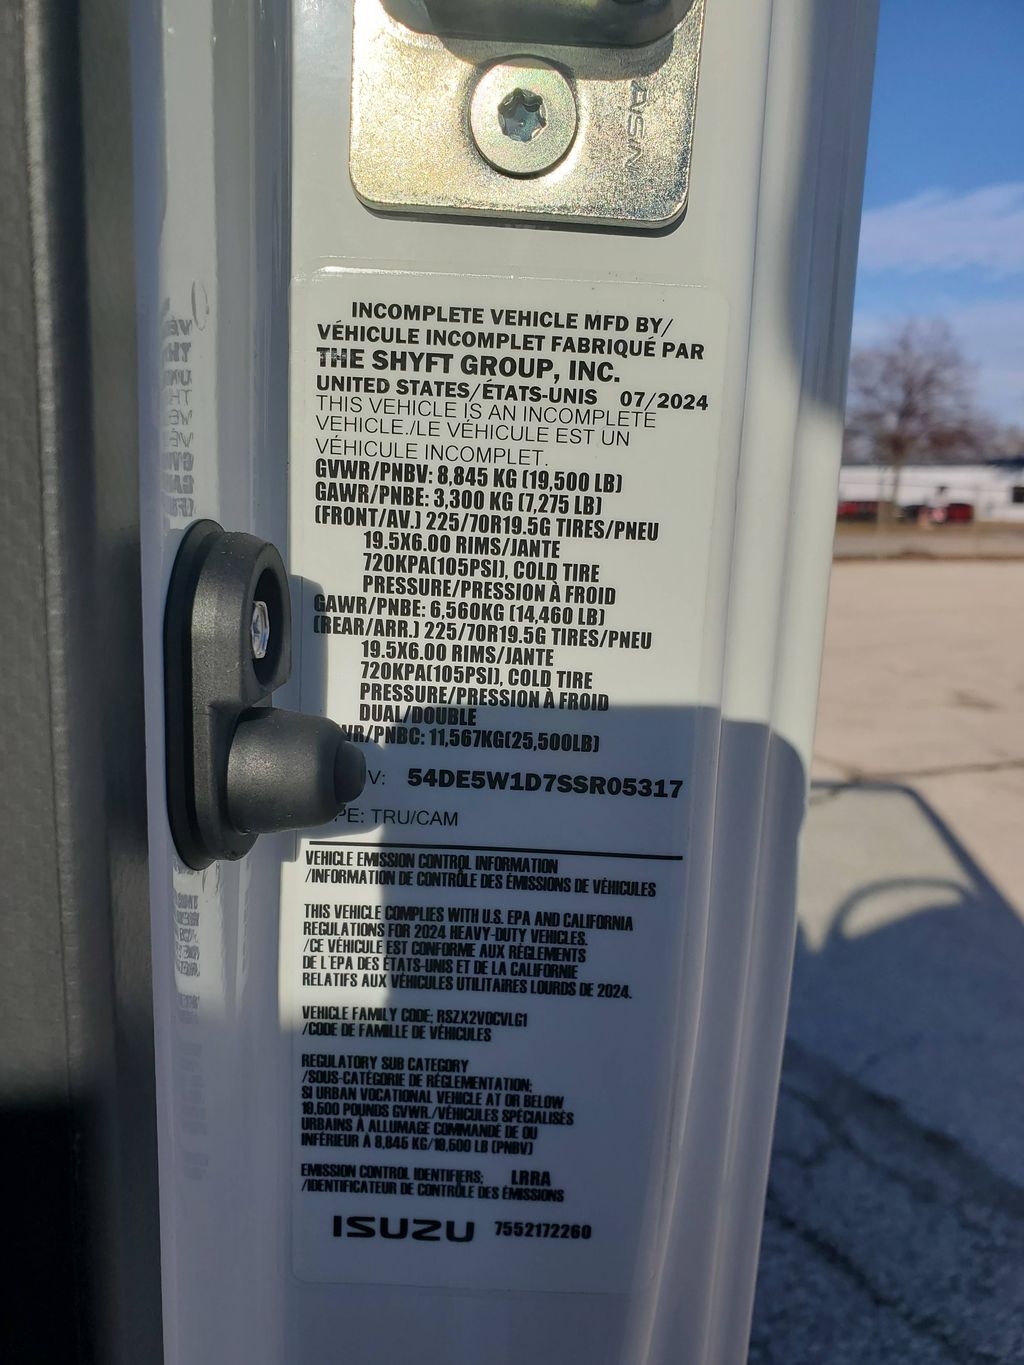 AISIN
INCOMPLETE VEHICLE MFD BY/
VÉHICULE INCOMPLET FABRIQUÉ PAR
THE SHYFT GROUP, INC.
UNITED STATES/ÉTATS-UNIS 07/2024
THIS VEHICLE IS AN INCOMPLETE
VEHICLE./LE VÉHICULE EST UN
VÉHICULE INCOMPLET.
GVWR/PNBV: 8,845 KG (19,500 LB)
GAWR/PNBE: 3,300 KG (7,275 LB)
(FRONT/AV.) 225/70R19.5G TIRES/PNEU
19.5X6.00 RIMS/JANTE
720KPA(105PSI), COLD TIRE
PRESSURE/PRESSION À FROID
GAWR/PNBE: 6,560KG (14,460 LB)
(REAR/ARR.) 225/70R19.5G TIRES/PNEU
19.5X6.00 RIMS/JANTE
720KPA(105PSI), COLD TIRE
PRESSURE/PRESSION À FROID
DUAL/DOUBLE
WR/PNBC: 11,567KG(25,500LB)
V: 54DE5W1D7SSR05317
PE: TRU/CAM
VEHICLE EMISSION CONTROL INFORMATION
/INFORMATION DE CONTRÔLE DES ÉMISSIONS DE VÉHICULES
THIS VEHICLE COMPLIES WITH U.S. EPA AND CALIFORNIA
REGULATIONS FOR 2024 HEAVY-DUTY VEHICLES.
/CE VÉHICULE EST CONFORME AUX RÈGLEMENTS
DE L'EPA DES ÉTATS-UNIS ET DE LA CALIFORNIE
RELATIFS AUX VÉHICULES UTILITAIRES LOURDS DE 2024.
VEHICLE FAMILY CODE; RSZX2VOCVLG1
/CODE DE FAMILLE DE VÉHICULES
REGULATORY SUB CATEGORY
/SOUS-CATÉGORIE DE RÉGLEMENTATION;
SI URBAN VOCATIONAL VEHICLE AT OR BELOW
19,500 POUNDS GVWR./VÉHICULES SPÉCIALISÉS
URBAINS À ALLUMAGE COMMANDÉ DE OU
INFÉRIEUR À 8,845 KG/19,500 LB (PNBV)
EMISSION CONTROL IDENTIFIERS; LRRA
/IDENTIFICATEUR DE CONTRÔLE DES ÉMISSIONS
ISUZU 7552172260